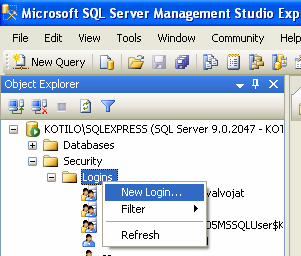 Microsoft SQL Server Management Studio Exp
File Edit View Tools Window Community Help
New Query
Object Explorer
KOTILO\SQLEXPRESS (SQL Server 9.0.2047 - KOT
Databases
Security
Logins
New Login...
valvojat
Filter
05MSSQLUser$K
Refresh